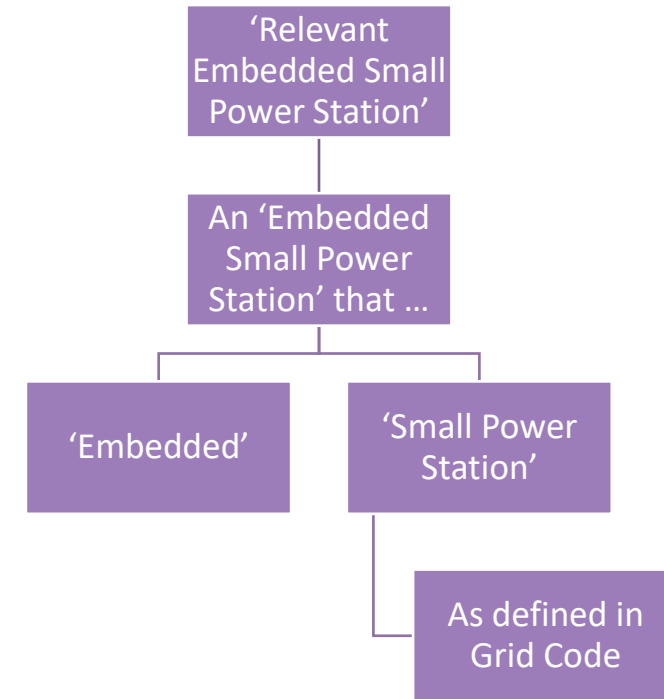 ‘Relevant
Embedded Small
Power Station’
An ‘Embedded
Small Power
Station’ that …
‘Embedded’
‘Small Power
Station’
As defined in
Grid Code